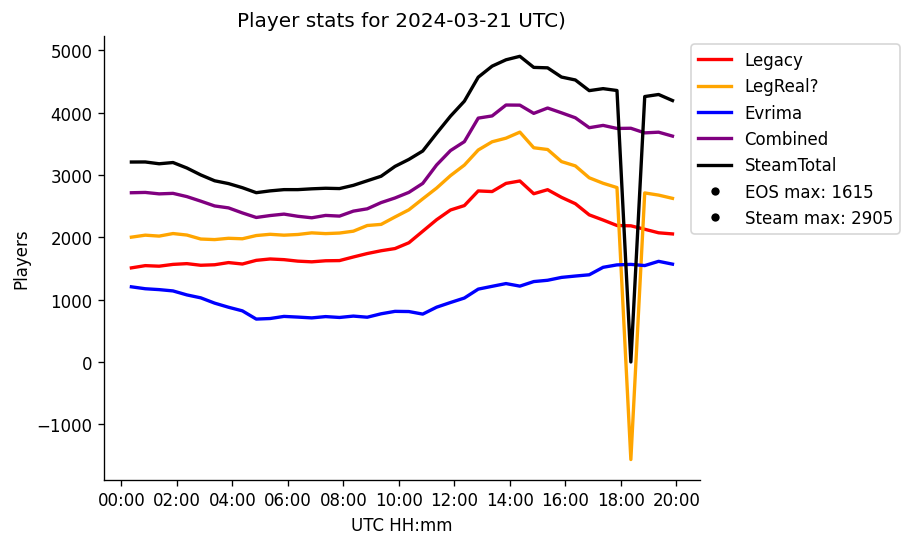 Player stats for 2024-03-21 UTC)
5000
4000
3000
2000
1000
0
−1000
Players
00:00 02:00 04:00 06:00 08:00 10:00 12:00 14:00 16:00 18:00 20:00
UTC HH:mm
Legacy
LegReal?
Evrima
Combined
SteamTotal
EOS max: 1615
Steam max: 2905